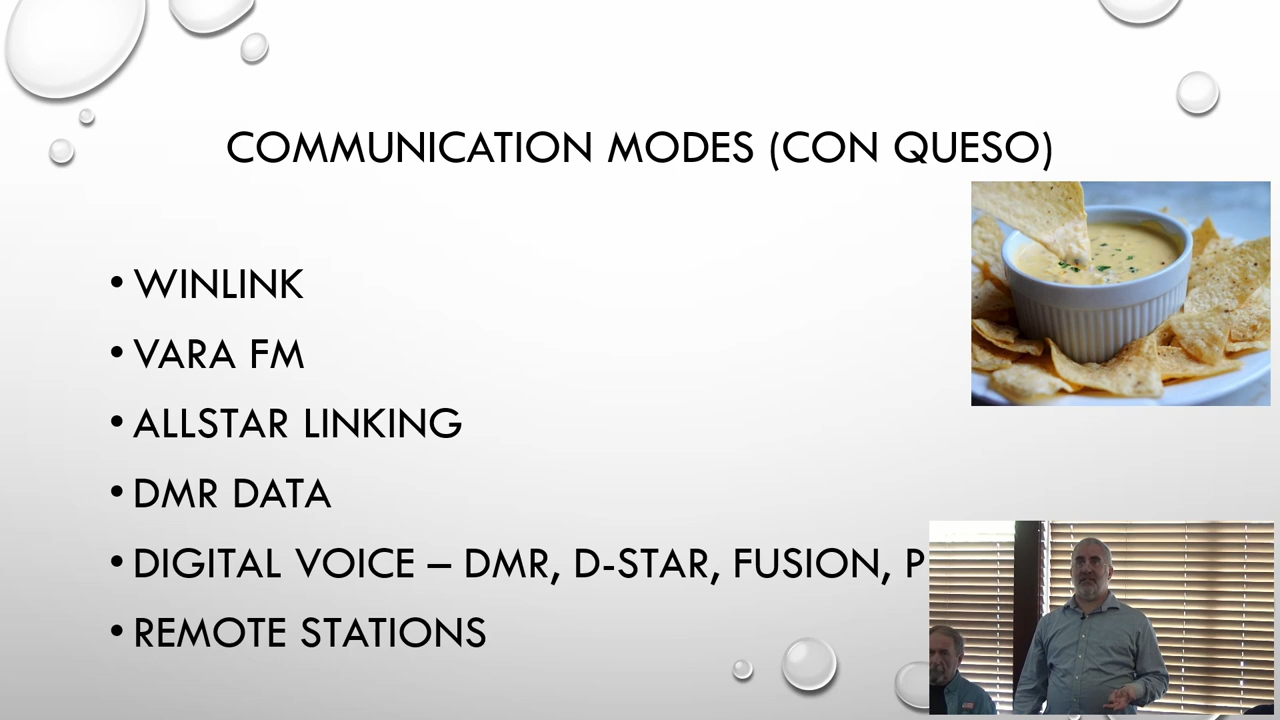 COMMUNICATION MODES (CON QUESO)
• WINLINK
• VARA FM
• ALLSTAR LINKING
• DMR DATA
• DIGITAL VOICE – DMR, D-STAR, FUSION, P
• REMOTE STATIONS